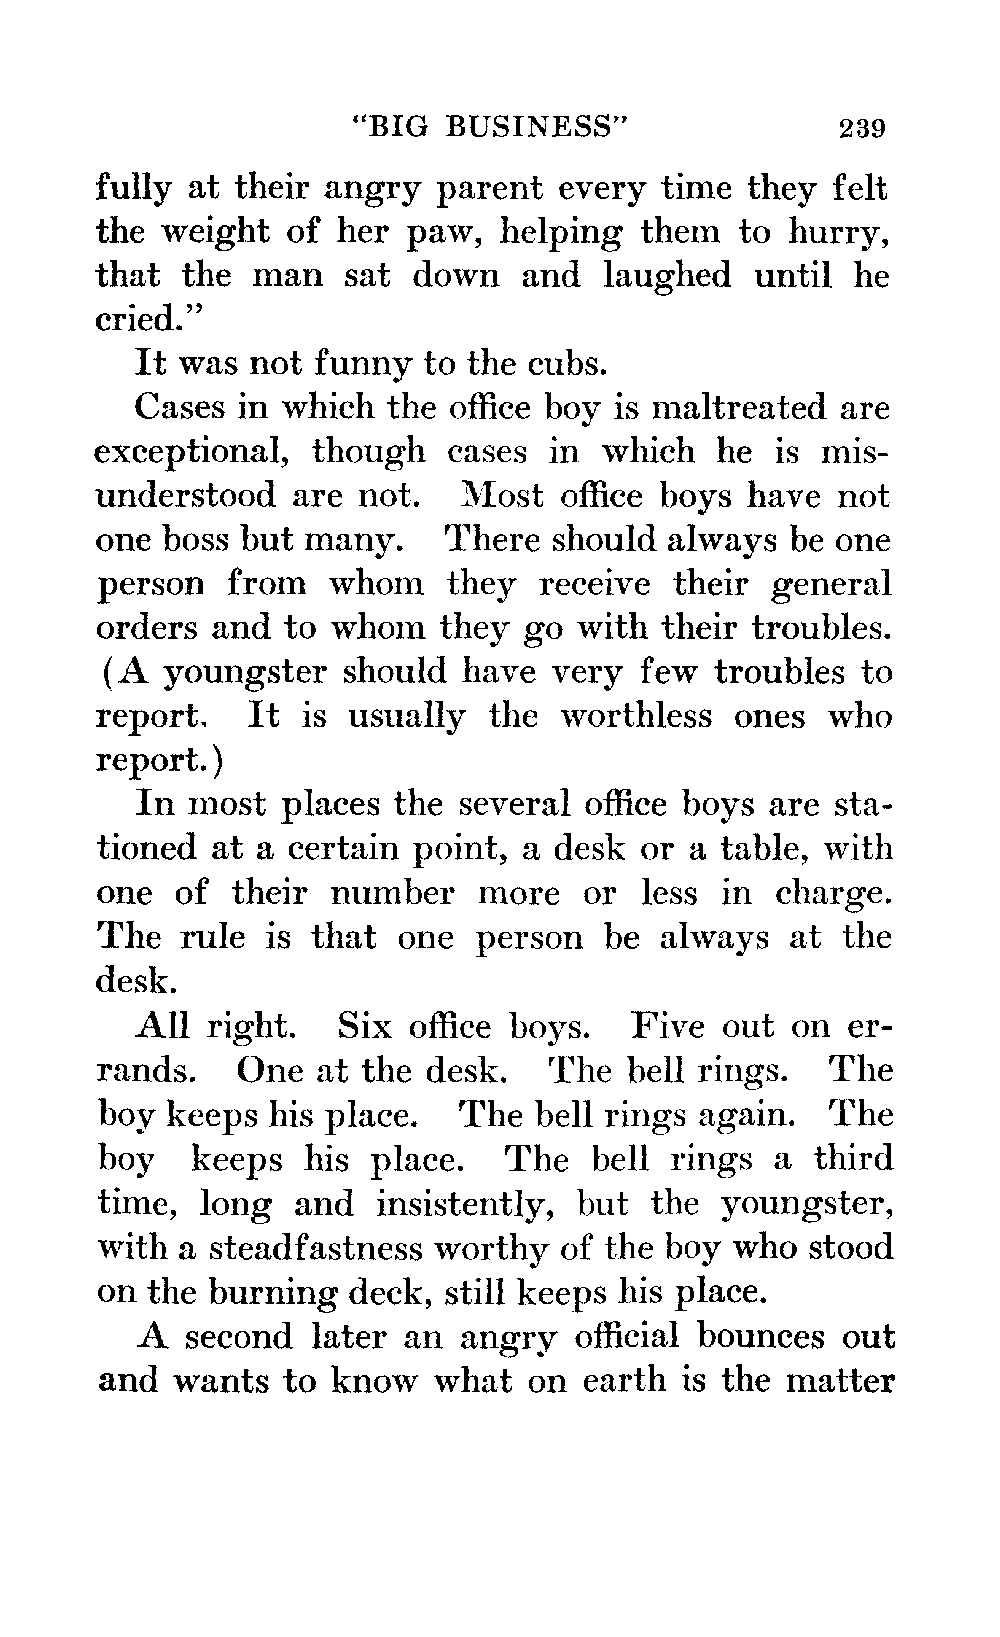 "BIG BUSINESS" 239
fully at their angry parent every time they felt
the weight of her paw, helping them to hurry,
that the man sat down and laughed until he
cried."
It was not funny to the cubs.
Cases in which the office boy is maltreated are
exceptional, though cases in which he is mis-
understood are not. Most office boys have not
one boss but many. There should always be one
person from whom they receive their general
orders and to whom they go with their troubles.
(A youngster should have very few troubles to
report. It is usually the worthless ones who
report.)
In most places the several office boys are sta-
tioned at a certain point, a desk or a table, with
one of their number more or less in charge.
The rule is that one person be always at the
desk.
All right. Six office boys. Five out on er-
rands. One at the desk. The bell rings. The
boy keeps his place. The bell rings again. The
boy keeps his place. The bell rings a third
time, long and insistently, but the youngster,
with a steadfastness worthy of the boy who stood
on the burning deck, still keeps his place.
A second later an angry official bounces out
and wants to know what on earth is the matter